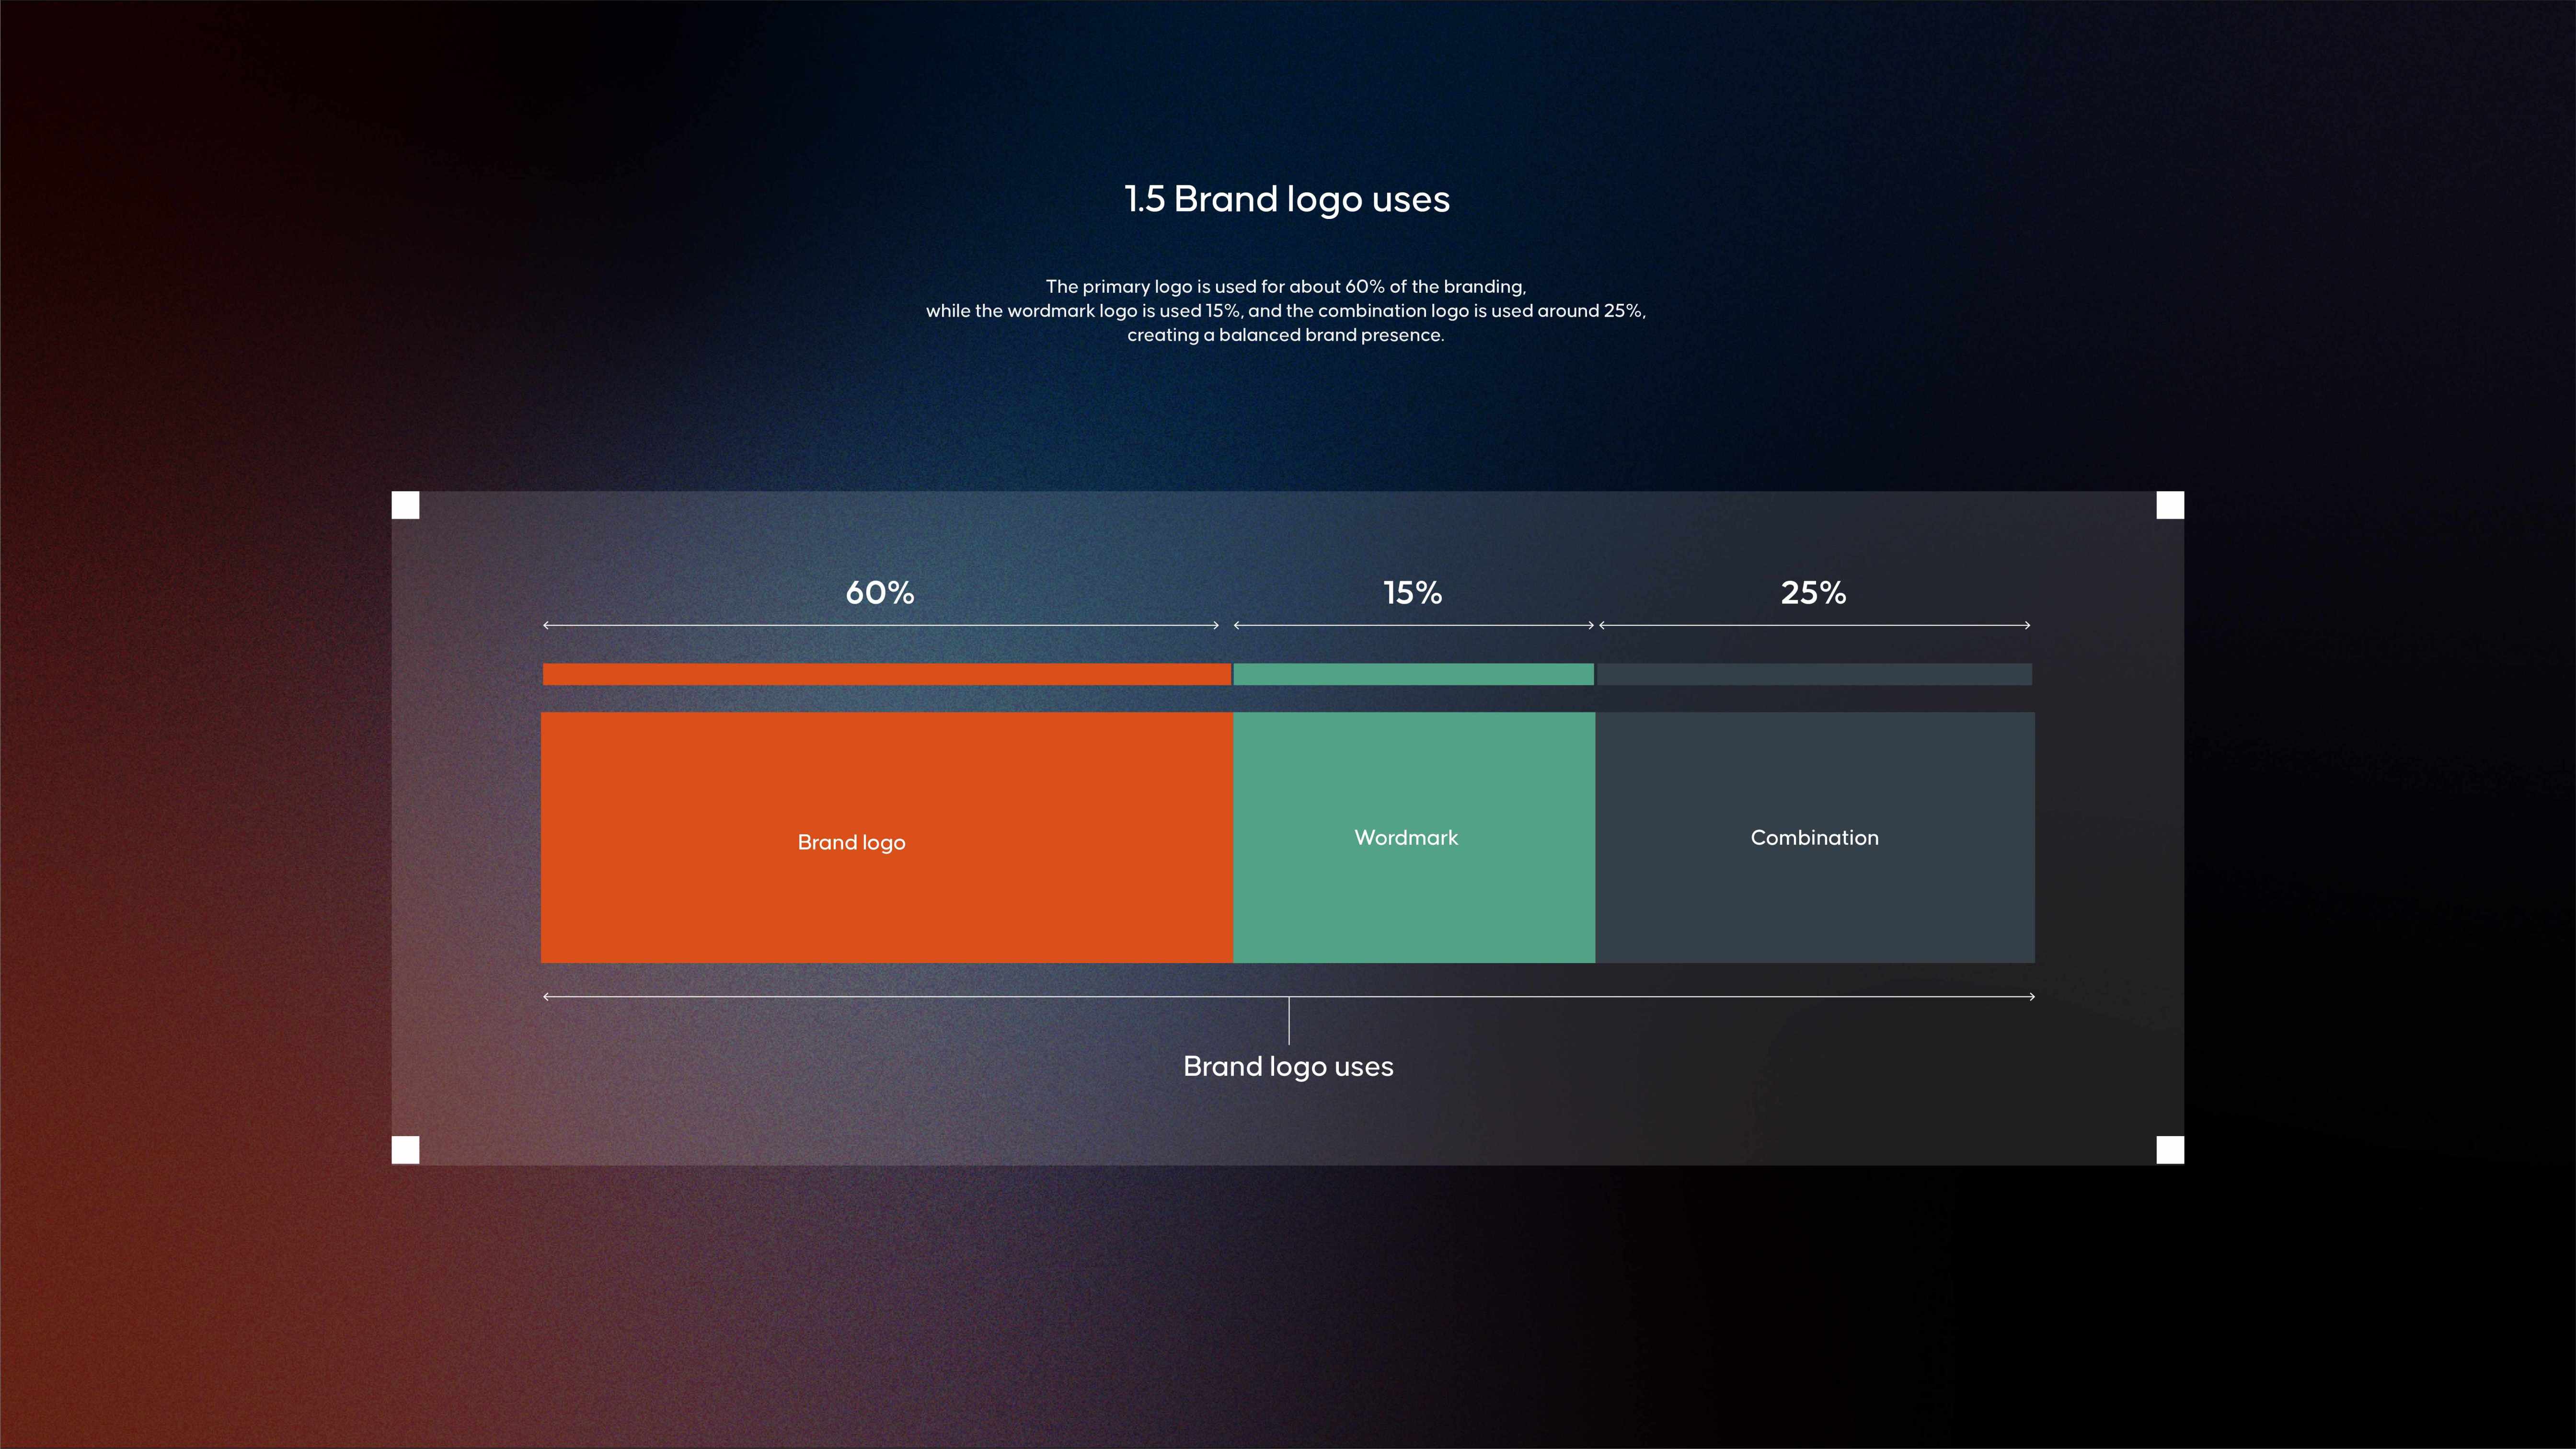 1.5 Brand logo uses
The primary logo is used for about 60% of the branding,
while the wordmark logo is used 15%, and the combination logo is used around 25%,
creating a balanced brand presence.
60%
15%
25%
Brand logo
Wordmark
Combination
Brand logo uses